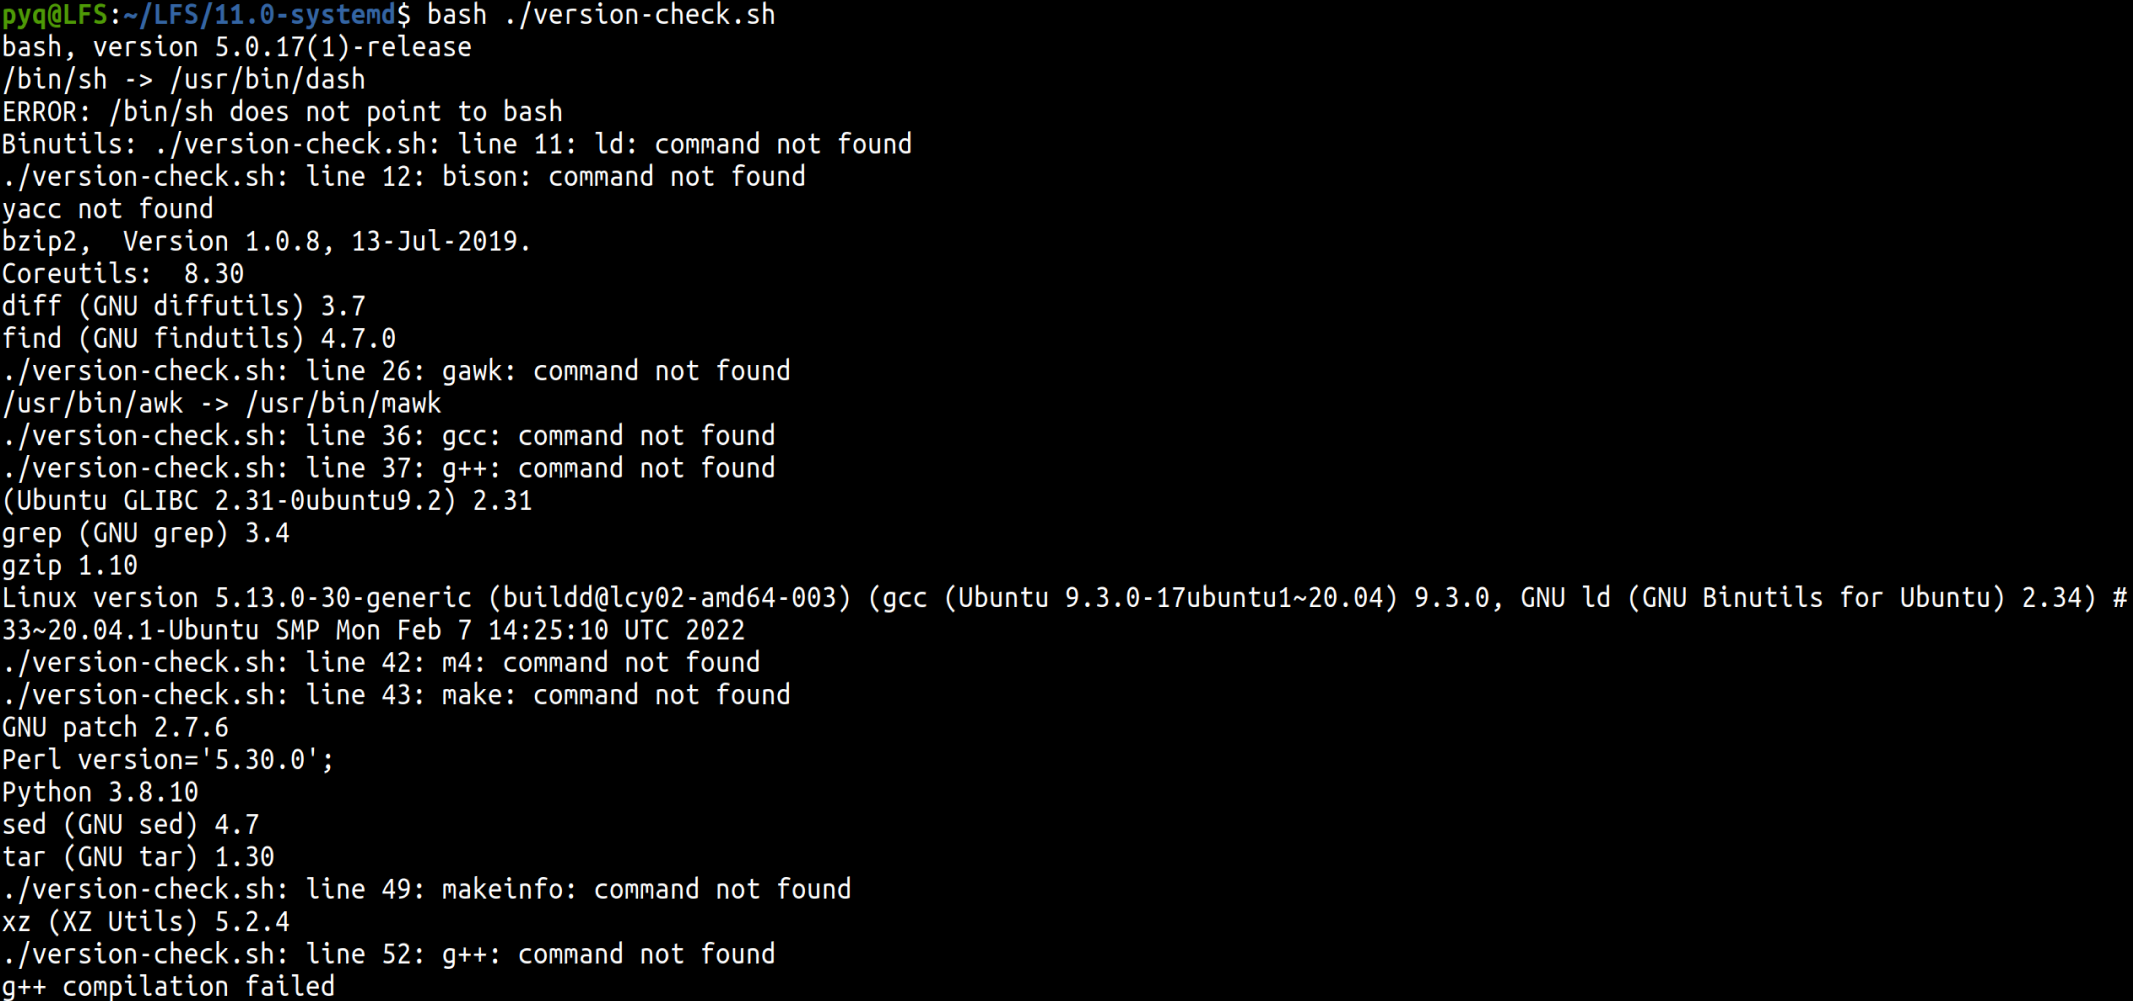 pyq@LFS:~/LFS/11.0-systemd$ bash ./version-check.sh
bash, version 5.0.17(1)-release
/bin/sh -> /usr/bin/dash
ERROR: /bin/sh does not point to bash
Binutils: ./version-check.sh: line 11: ld: command not found
./version-check.sh: line 12: bison: command not found
yacc not found
bzip2,  Version 1.0.8, 13-Jul-2019.
Coreutils:  8.30
diff (GNU diffutils) 3.7
find (GNU findutils) 4.7.0
./version-check.sh: line 26: gawk: command not found
/usr/bin/awk -> /usr/bin/mawk
./version-check.sh: line 36: gcc: command not found
./version-check.sh: line 37: g++: command not found
(Ubuntu GLIBC 2.31-0ubuntu9.2) 2.31
grep (GNU grep) 3.4
gzip 1.10
Linux version 5.13.0-30-generic (buildd@lcy02-amd64-003) (gcc (Ubuntu 9.3.0-17ubuntu1~20.04) 9.3.0, GNU ld (GNU Binutils for Ubuntu) 2.34) #
33~20.04.1-Ubuntu SMP Mon Feb 7 14:25:10 UTC 2022
./version-check.sh: line 42: m4: command not found
./version-check.sh: line 43: make: command not found
GNU patch 2.7.6
Perl version='5.30.0';
Python 3.8.10
sed (GNU sed) 4.7
tar (GNU tar) 1.30
./version-check.sh: line 49: makeinfo: command not found
xz (XZ Utils) 5.2.4
./version-check.sh: line 52: g++: command not found
g++ compilation failed